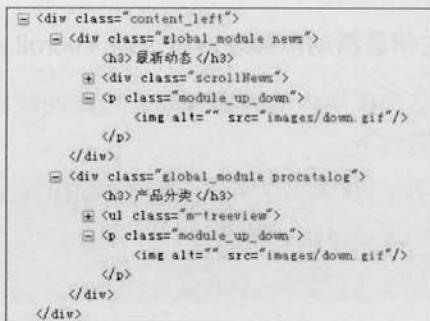 <div class="content_left">
<div class="global_module news">
<h3>最新动态</h3>
<div class="scrollNews">
<p class="module_up_down">
<img alt="" src="images/down.gif"/>
</p>
</div>
<div class="global_module procatalog">
<h3>产品分类</h3>
<ul class="m-treeview">
<p class="module_up_down">
<img alt="" src="images/down.gif"/>
</p>
</div>
</div>